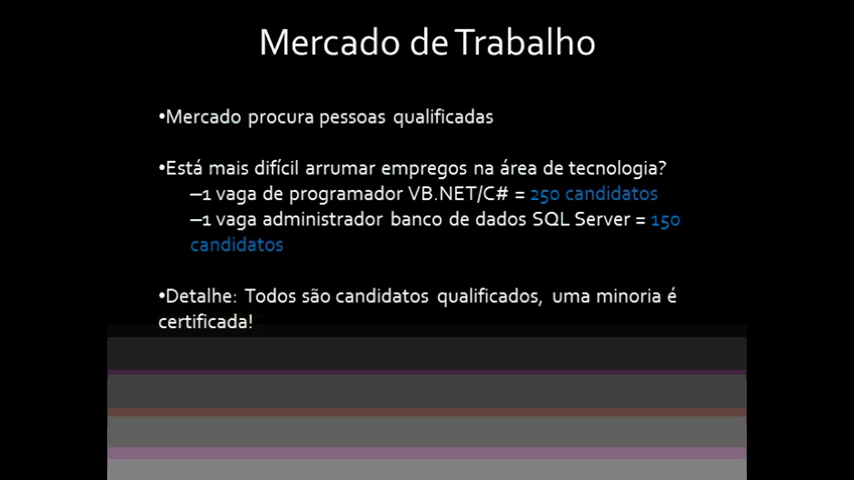 Mercado de Trabalho
•Mercado procura pessoas qualificadas
•Está mais difícil arrumar empregos na área de tecnologia?
–1 vaga de programador VB.NET/C# = 250 candidatos
–1 vaga administrador banco de dados SQL Server = 150
candidatos
•Detalhe: Todos são candidatos qualificados, uma minoria é
certificada!